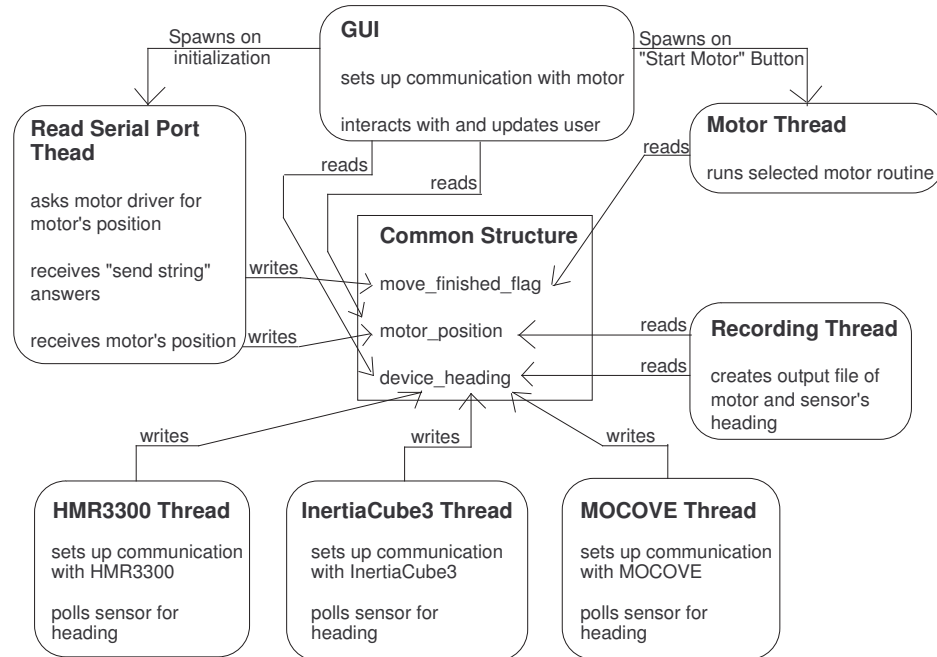 Spawns on
initialization
GUI
sets up communication with motor
interacts with and updates user
Spawns on
"Start Motor" Button
Read Serial Port
Thead
asks motor driver for
motor's position
receives "send string"
answers
receives motor's position
Motor Thread
runs selected motor routine
reads
reads
reads
Common Structure
move_finished_flag
motor_position
device_heading
writes
writes
reads
reads
Recording Thread
creates output file of
motor and sensor's
heading
writes
writes
writes
HMR3300 Thread
sets up communication
with HMR3300
polls sensor for
heading
InertiaCube3 Thread
sets up communication
with InertiaCube3
polls sensor for
heading
MOCOVE Thread
sets up communication
with MOCOVE
polls sensor for
heading